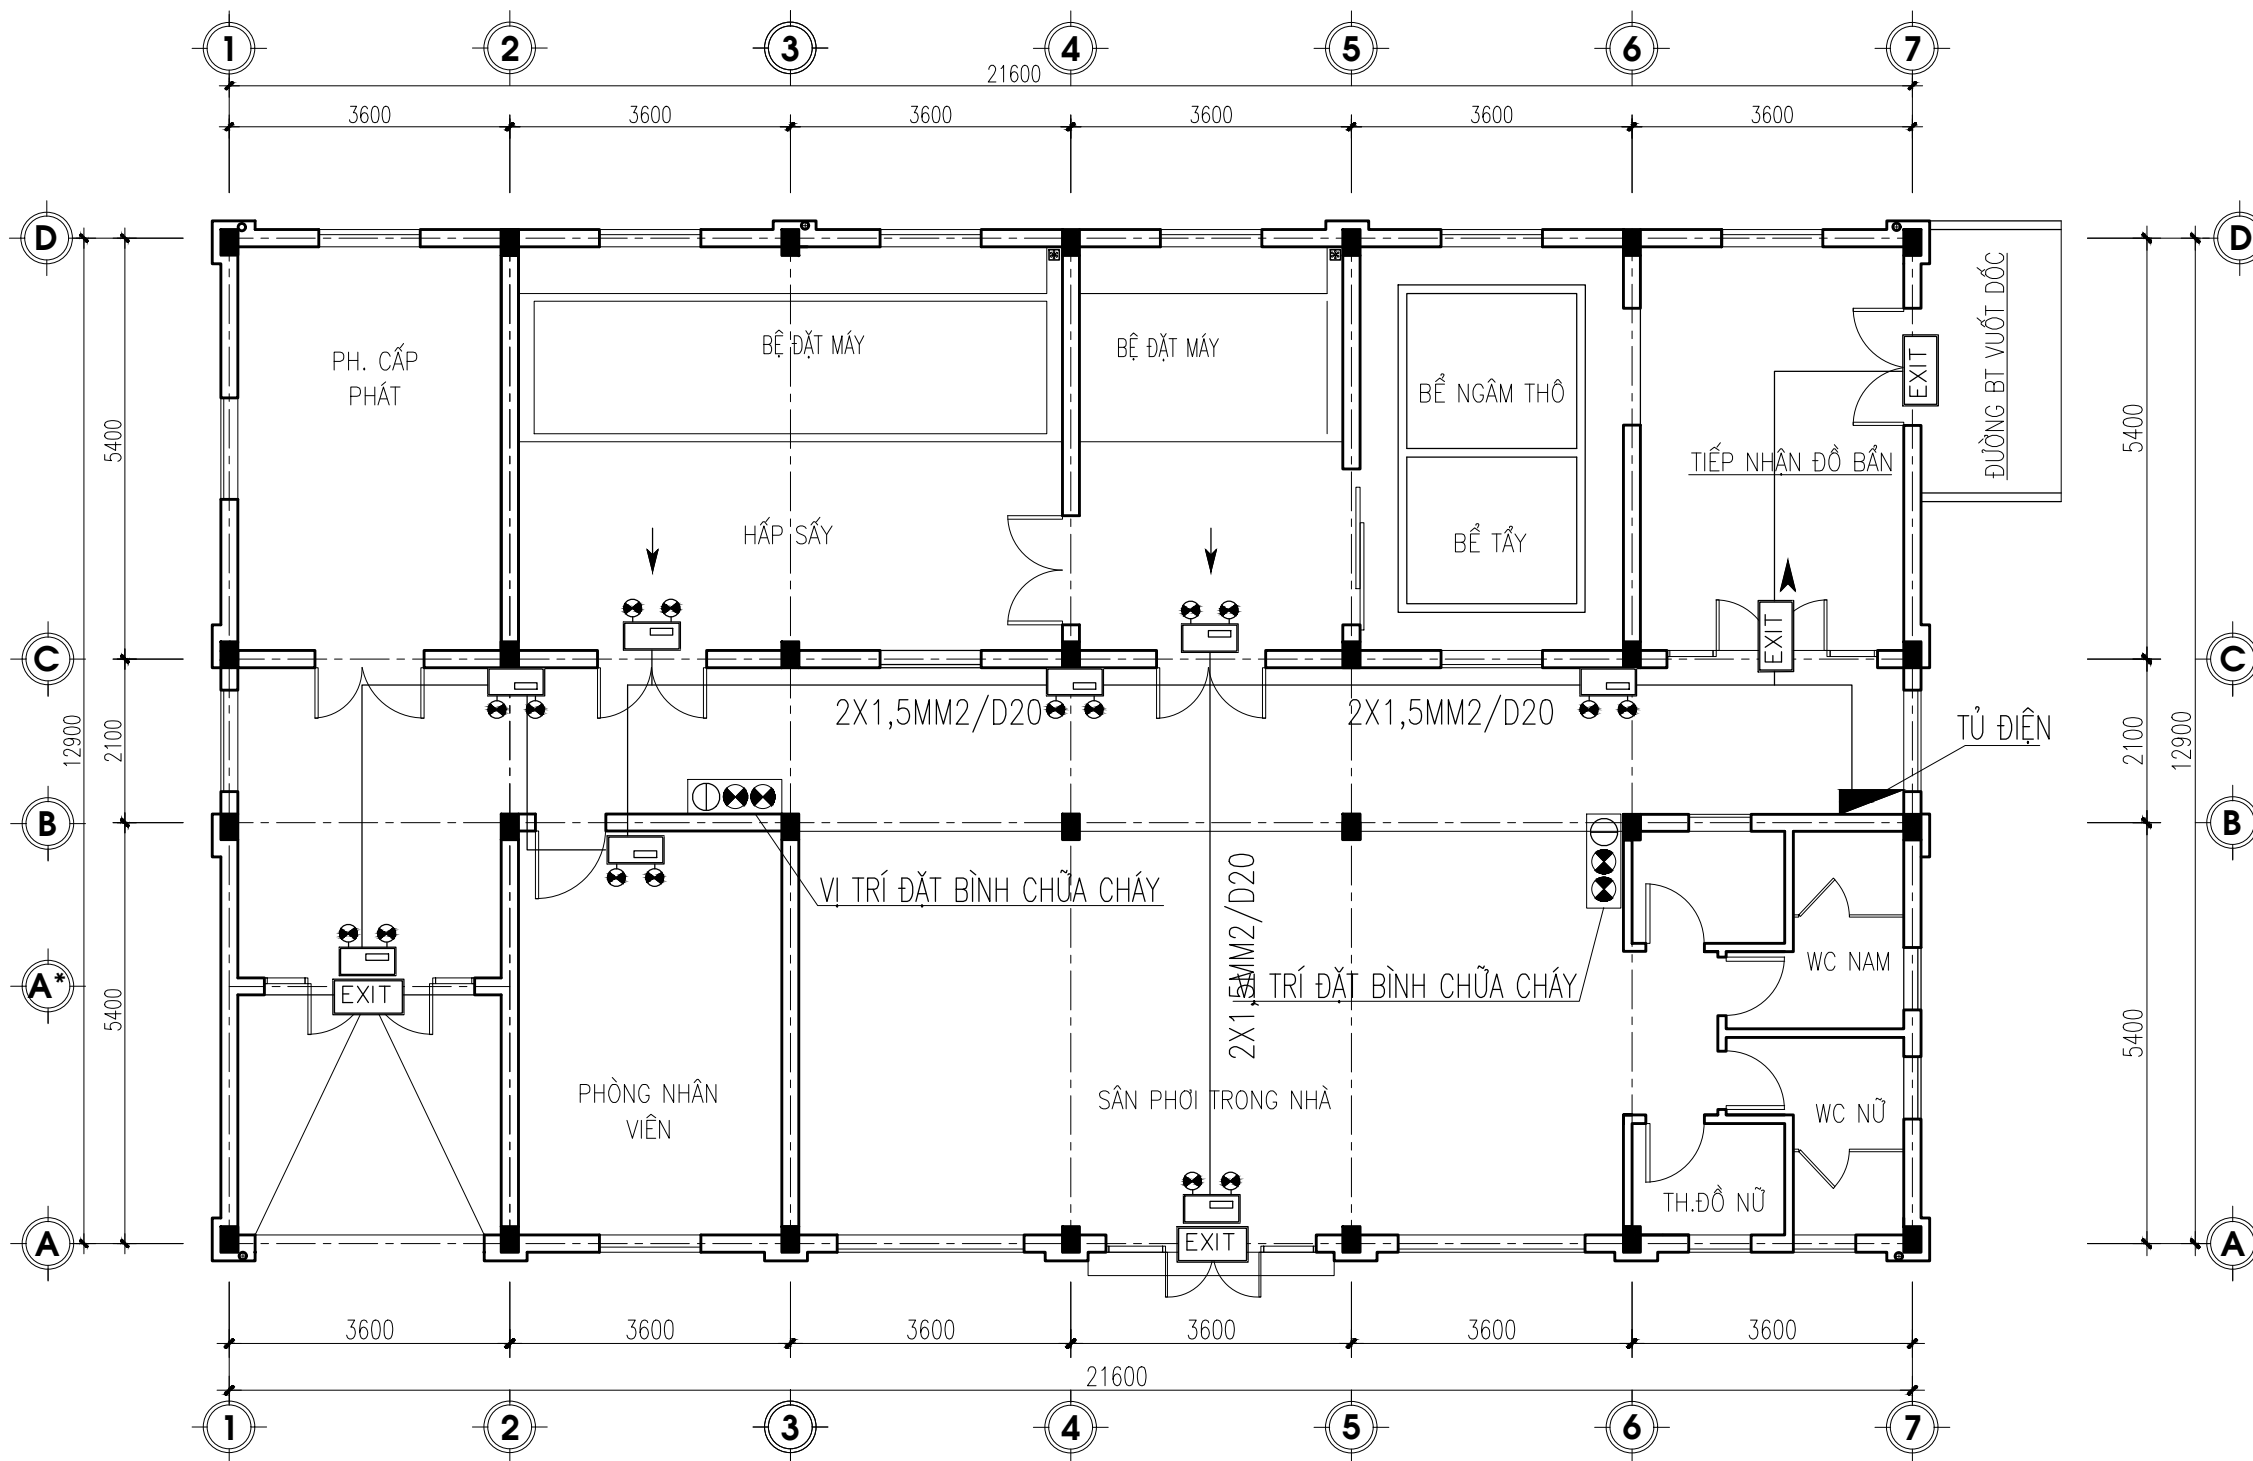 1 2 3 4 5 6 7
21600
3600 3600 3600 3600 3600 3600
D D
ĐƯỜNG BT VUỐT DỐC
BỆ ĐẶT MÁY BỆ ĐẶT MÁY
PH. CẤP
PHÁT
EXIT
BỂ NGÂM THÔ
5400 5400
TIẾP NHẬN ĐỒ BẨN
HẤP SẤY
BỂ TẨY
EXIT
C C
2X1,5MM2/D20 2X1,5MM2/D20
TỦ ĐIỆN
12900 2100 2100 12900
B B
VỊ TRÍ ĐẶT BÌNH CHỮA CHÁY
2X1,5MM2/D20
WC NAM
A*
EXIT
VỊ TRÍ ĐẶT BÌNH CHỮA CHÁY
5400 5400
PHÒNG NHÂN
VIÊN
SÂN PHƠI TRONG NHÀ
WC NỮ
TH.ĐỒ NỮ
A EXIT A
3600 3600 3600 3600 3600 3600
21600
1 2 3 4 5 6 7